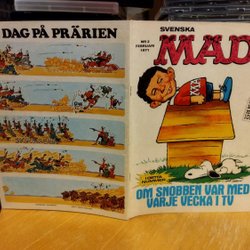 DAG PÅ PRÄRIEN
SVENSKA
MAD
NR 2
FEBRUARI
1971
OM SNOBBEN VAR MED
VARJE VECKA I TV